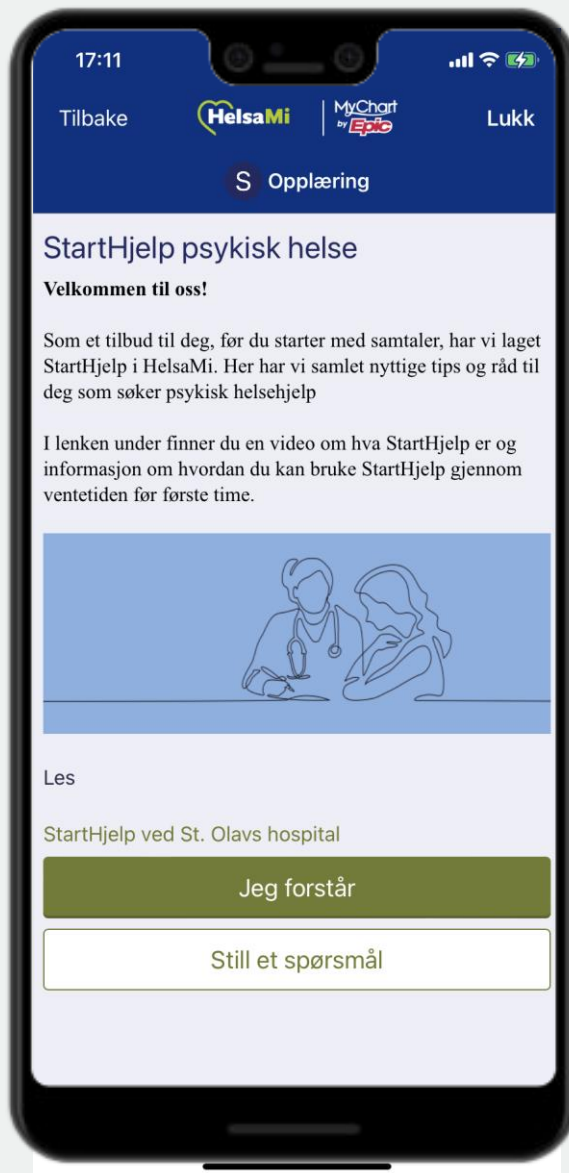 17:11
Tilbake
HelsaMi
MyChart
by Epic
Lukk
S Opplæring
StartHjelp psykisk helse
Velkommen til oss!
Som et tilbud til deg, før du starter med samtaler, har vi laget
StartHjelp i HelsaMi. Her har vi samlet nyttige tips og råd til
deg som søker psykisk helsehjelp
I lenken under finner du en video om hva StartHjelp er og
informasjon om hvordan du kan bruke StartHjelp gjennom
ventetiden før første time.
Les
StartHjelp ved St. Olavs hospital
Jeg forstår
Still et spørsmål